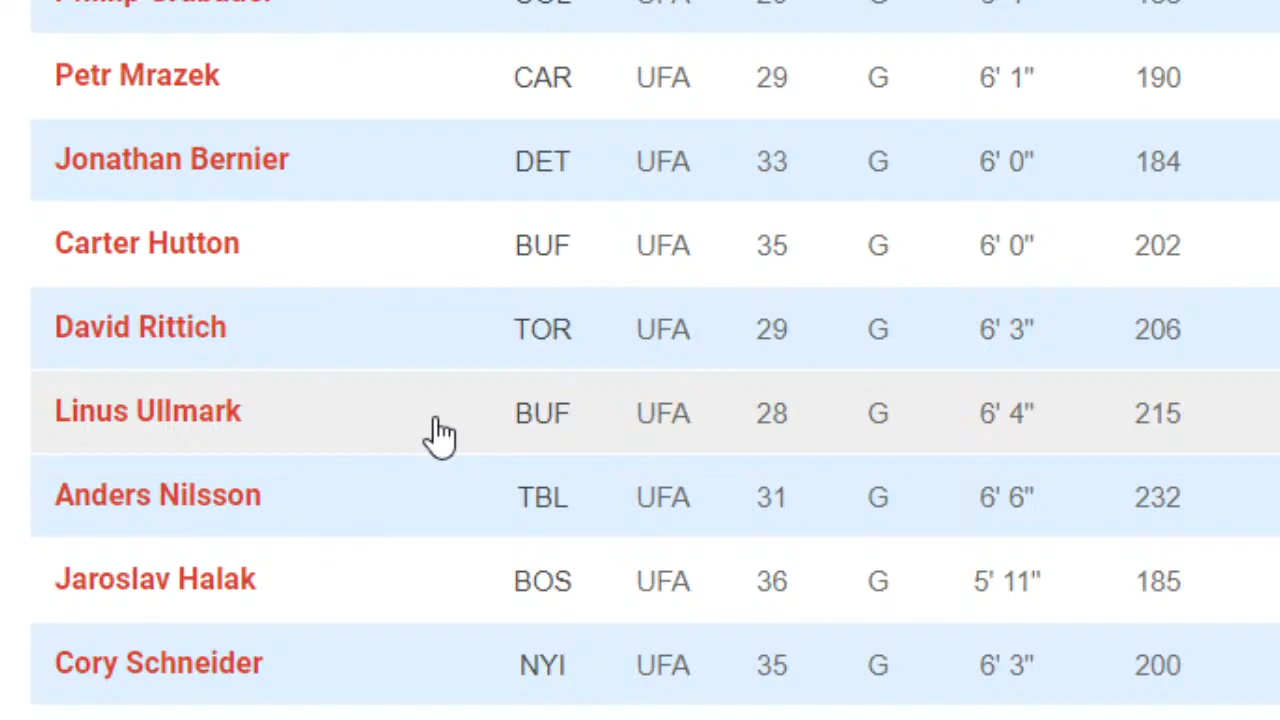 Petr Mrazek CAR UFA 29 G 6' 1" 190
Jonathan Bernier DET UFA 33 G 6' 0" 184
Carter Hutton BUF UFA 35 G 6' 0" 202
David Rittich TOR UFA 29 G 6' 3" 206
Linus Ullmark BUF UFA 28 G 6' 4" 215
Anders Nilsson TBL UFA 31 G 6' 6" 232
Jaroslav Halak BOS UFA 36 G 5' 11" 185
Cory Schneider NYI UFA 35 G 6' 3" 200